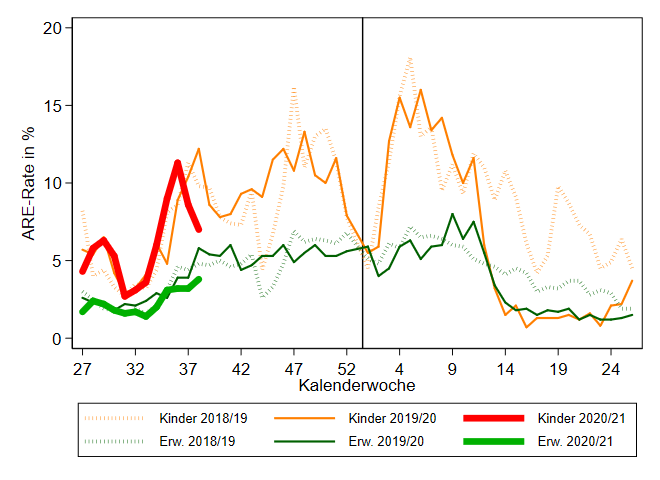 20
15
10
5
0
ARE-Rate in %
27 32 37 42 47 52 4 9 14 19 24
Kalenderwoche
Kinder 2018/19 Kinder 2019/20 Kinder 2020/21
Erw. 2018/19 Erw. 2019/20 Erw. 2020/21